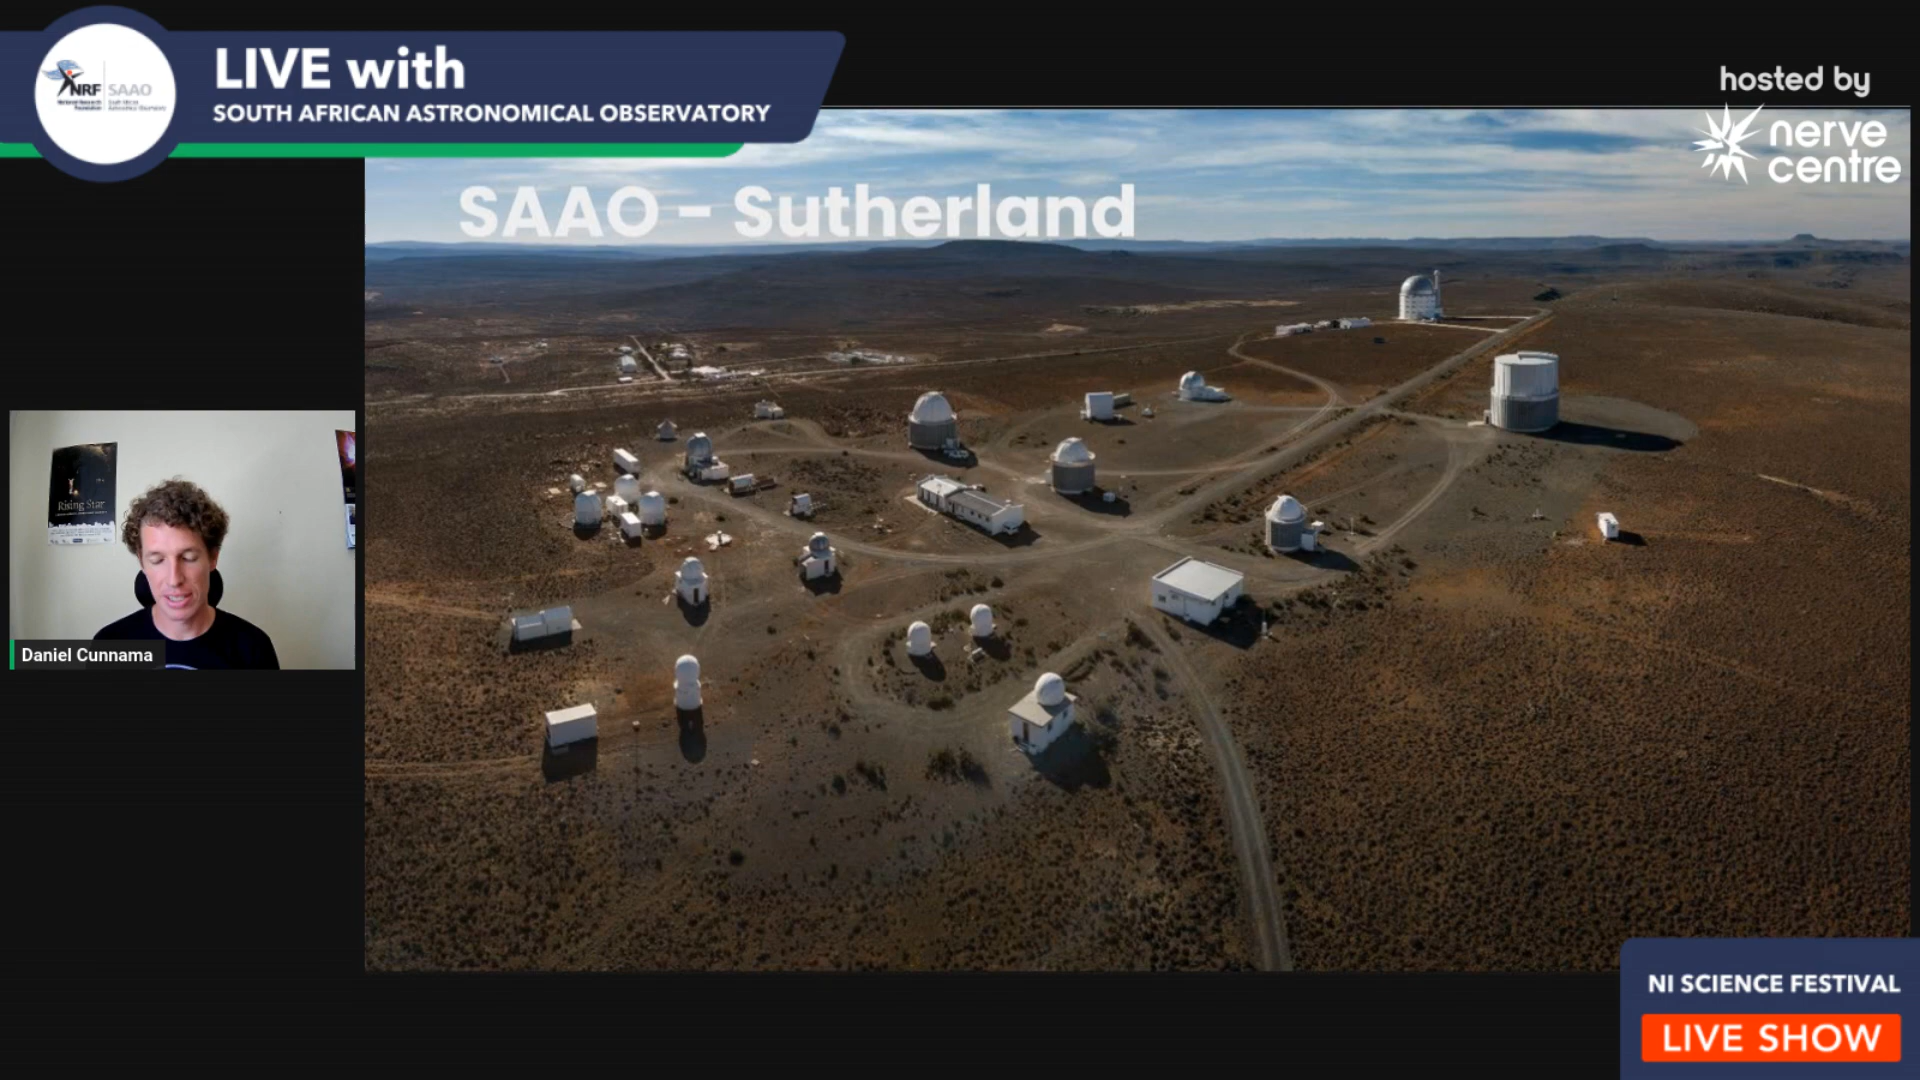 LIVE with
SOUTH AFRICAN ASTRONOMICAL OBSERVATORY
NRF
SAAO
hosted by
nerve
centre
SAAO - Sutherland
Rising Star
Daniel Cunnama
NI SCIENCE FESTIVAL
LIVE SHOW